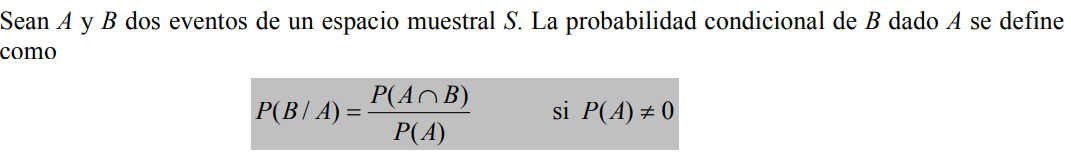 Sean A y B dos eventos de un espacio muestral S. La probabilidad condicional de B dado A se define
como
P(B / A) = P(A ∩ B) / P(A) si P(A) ≠ 0